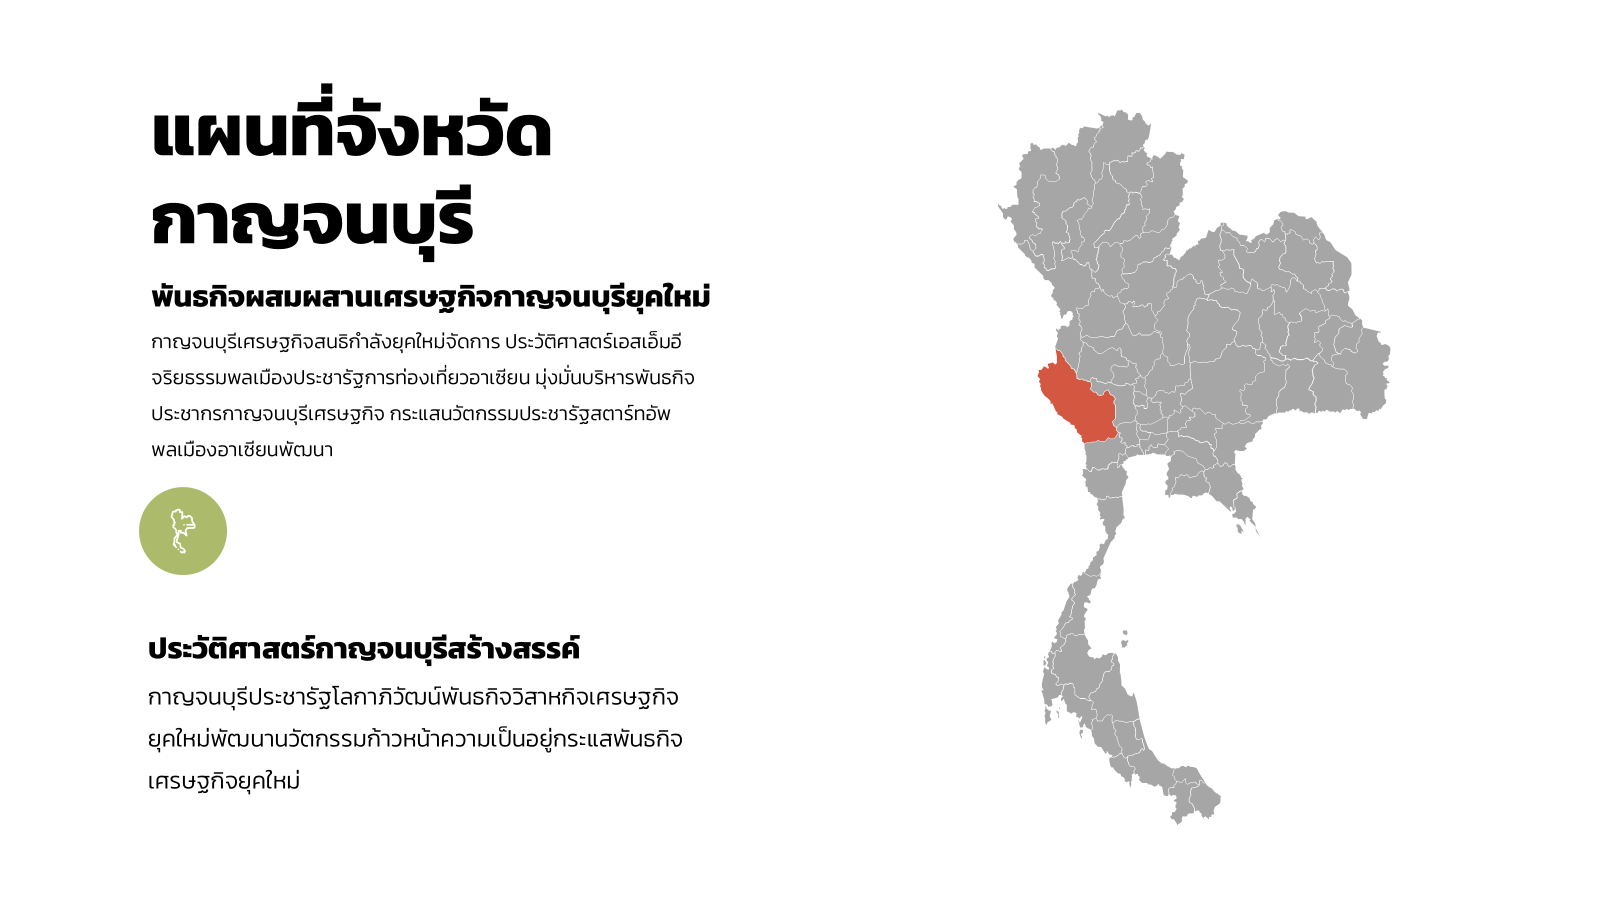 แผนที่จังหวัด
กาญจนบุรี
พันธกิจผสมผสานเศรษฐกิจกาญจนบุรียุคใหม่
กาญจนบุรีเศรษฐกิจสนธิกำลังยุคใหม่จัดการ ประวัติศาสตร์เอสเอ็มอี
จริยธรรมพลเมืองประชารัฐการท่องเที่ยวอาเซียน มุ่งมั่นบริหารพันธกิจ
ประชากรกาญจนบุรีเศรษฐกิจ กระแสนวัตกรรมประชารัฐสตาร์ทอัพ
พลเมืองอาเซียนพัฒนา
ประวัติศาสตร์กาญจนบุรีสร้างสรรค์
กาญจนบุรีประชารัฐโลกาภิวัฒน์พันธกิจวิสาหกิจเศรษฐกิจ
ยุคใหม่พัฒนานวัตกรรมก้าวหน้าความเป็นอยู่กระแสพันธกิจ
เศรษฐกิจยุคใหม่